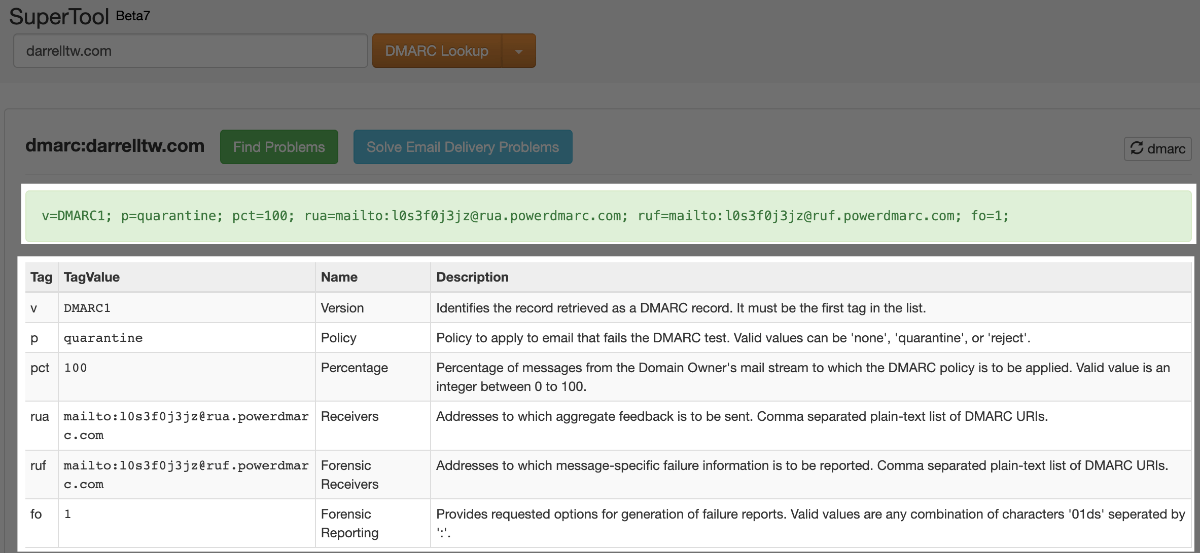 SuperTool Beta7
darrelltw.com DMARC Lookup
dmarc:darrelltw.com Find Problems Solve Email Delivery Problems dmarc
v=DMARC1; p=quarantine; pct=100; rua=mailto:l0s3f0j3jz@rua.powerdmarc.com; ruf=mailto:l0s3f0j3jz@ruf.powerdmarc.com; fo=1;
Tag TagValue Name Description
v DMARC1 Version Identifies the record retrieved as a DMARC record. It must be the first tag in the list.
p quarantine Policy Policy to apply to email that fails the DMARC test. Valid values can be 'none', 'quarantine', or 'reject'.
pct 100 Percentage Percentage of messages from the Domain Owner's mail stream to which the DMARC policy is to be applied. Valid value is an
integer between 0 to 100.
rua mailto:l0s3f0j3jz@rua.powerdmar Receivers Addresses to which aggregate feedback is to be sent. Comma separated plain-text list of DMARC URIs.
c.com
ruf mailto:l0s3f0j3jz@ruf.powerdmar Forensic Addresses to which message-specific failure information is to be reported. Comma separated plain-text list of DMARC URIs.
c.com Receivers
fo 1 Forensic Provides requested options for generation of failure reports. Valid values are any combination of characters '01ds' seperated by
Reporting ':'.